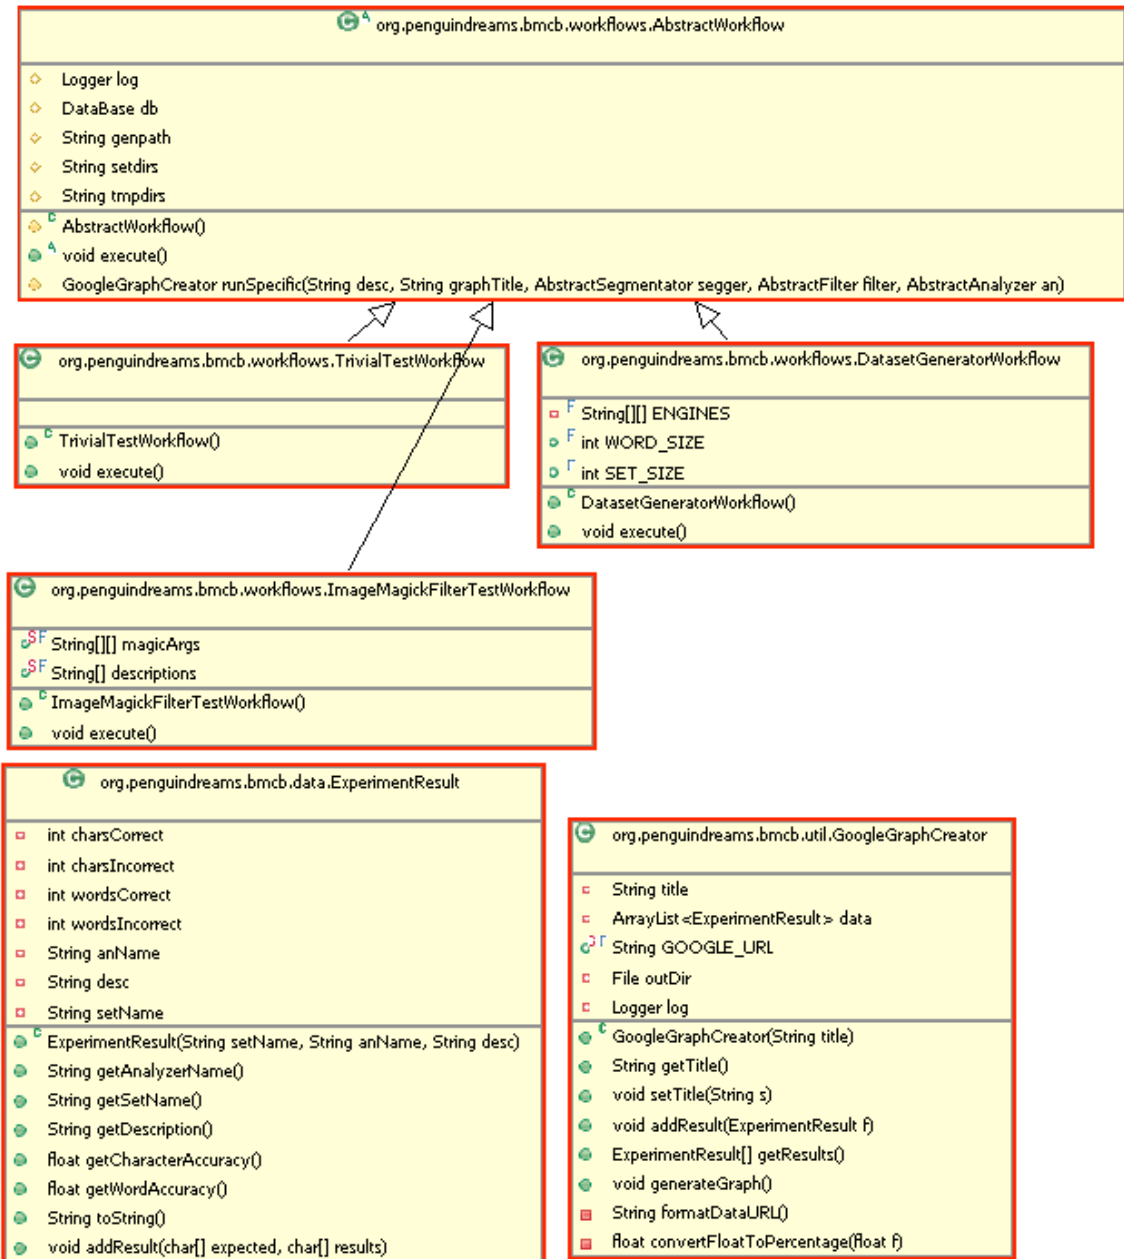 C A org.penguindreams.bmcb.workflows.AbstractWorkflow
Logger log
DataBase db
String genpath
String setdirs
String tmpdirs
C AbstractWorkflow()
A void execute()
GoogleGraphCreator runSpecific(String desc, String graphTitle, AbstractSegmentator segger, AbstractFilter filter, AbstractAnalyzer an)
C org.penguindreams.bmcb.workflows.TrivialTestWorkflow
C TrivialTestWorkflow()
void execute()
C org.penguindreams.bmcb.workflows.DatasetGeneratorWorkflow
F String[][] ENGINES
F int WORD_SIZE
F int SET_SIZE
C DatasetGeneratorWorkflow()
void execute()
C org.penguindreams.bmcb.workflows.ImageMagickFilterTestWorkflow
S F String[][] magicArgs
S F String[] descriptions
C ImageMagickFilterTestWorkflow()
void execute()
C org.penguindreams.bmcb.data.ExperimentResult
int charsCorrect
int charsIncorrect
int wordsCorrect
int wordsIncorrect
String anName
String desc
String setName
C ExperimentResult(String setName, String anName, String desc)
String getAnalyzerName()
String getSetName()
String getDescription()
float getCharacterAccuracy()
float getWordAccuracy()
String toString()
void addResult(char[] expected, char[] results)
C org.penguindreams.bmcb.util.GoogleGraphCreator
String title
ArrayList<ExperimentResult> data
S F String GOOGLE_URL
File outDir
Logger log
C GoogleGraphCreator(String title)
String getTitle()
void setTitle(String s)
void addResult(ExperimentResult f)
ExperimentResult[] getResults()
void generateGraph()
String formatDataURL()
float convertFloatToPercentage(float f)